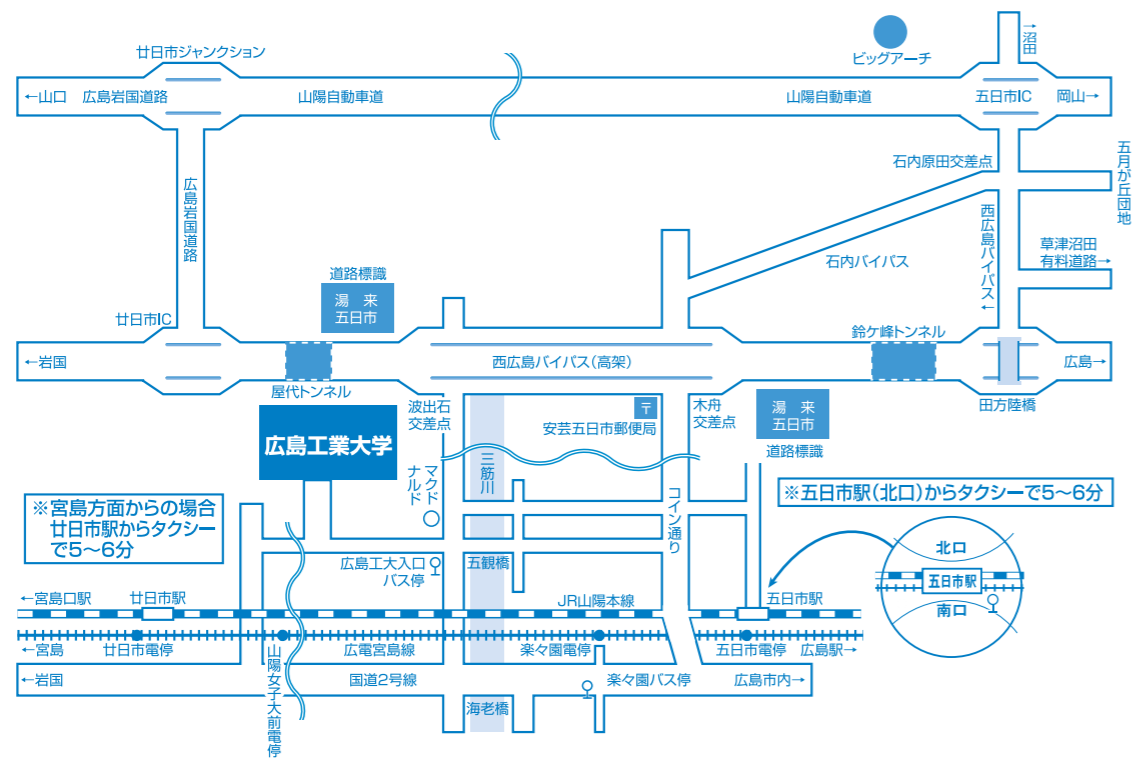 →沼田
ビッグアーチ
廿日市ジャンクション
←山口
広島岩国道路
山陽自動車道
山陽自動車道
五日市IC
岡山→
石内原田交差点
五月が丘団地
広島岩国道路
西広島バイパス→
草津沼田
有料道路→
石内バイパス
道路標識
湯 来
五日市
廿日市IC
鈴ケ峰トンネル
←岩国
西広島バイパス(高架)
広島→
屋代トンネル
波出石
交差点
〒
安芸五日市郵便局
木舟
交差点
湯 来
五日市
道路標識
田方陸橋
広島工業大学
三筋川
マクド
ナルド
コイン通り
※宮島方面からの場合
廿日市駅からタクシー
で5〜6分
※五日市駅(北口)からタクシーで5〜6分
北口
五日市駅
南口
広島工大入口
バス停
五観橋
←宮島口駅
廿日市駅
JR山陽本線
五日市駅
←宮島
廿日市電停
山陽女子大前電停
広電宮島線
楽々園電停
五日市電停
広島駅→
←岩国
国道2号線
楽々園バス停
広島市内→
海老橋